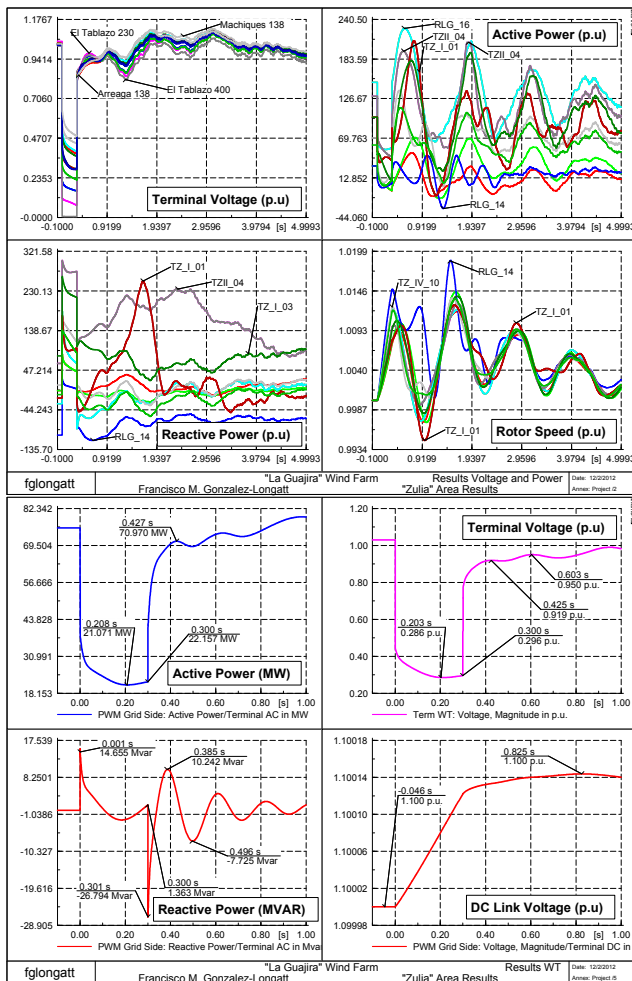 1.1767
0.9414
0.7060
0.4707
0.2353
-0.0000
-0.1000 0.9199 1.9397 2.9596 3.9794 [s] 4.9993
El Tablazo 230
Machiques 138
Arreaga 138
El Tablazo 400
Terminal Voltage (p.u)
240.50
183.59
126.67
69.763
12.852
-44.060
-0.1000 0.9199 1.9397 2.9596 3.9794 [s] 4.9993
RLG_16
TZII_04
TZ_I_01
TZII_04
RLG_14
Active Power (p.u)
321.58
230.13
138.67
47.214
-44.243
-135.70
-0.1000 0.9199 1.9397 2.9596 3.9794 [s] 4.9993
TZ_I_01
TZII_04
TZ_I_03
RLG_14
Reactive Power (p.u)
1.0199
1.0146
1.0093
1.0040
0.9987
0.9934
-0.1000 0.9199 1.9397 2.9596 3.9794 [s] 4.9993
TZ_IV_10
RLG_14
TZ_I_01
TZ_I_01
Rotor Speed (p.u)
fglongatt
"La Guajira" Wind Farm
Francisco M. Gonzalez-Longatt
Results Voltage and Power
"Zulia" Area Results
Date: 12/2/2012
Annex: Project /2
82.342
69.504
56.666
43.828
30.991
18.153
0.00 0.20 0.40 0.60 0.80 [s] 1.00
0.427 s
70.970 MW
0.208 s
21.071 MW
0.300 s
22.157 MW
Active Power (MW)
PWM Grid Side: Active Power/Terminal AC in MW
1.20
1.00
0.80
0.60
0.40
0.20
0.00 0.20 0.40 0.60 0.80 [s] 1.00
Terminal Voltage (p.u)
0.603 s
0.950 p.u.
0.425 s
0.919 p.u.
0.203 s
0.286 p.u.
0.300 s
0.296 p.u.
Term WT: Voltage, Magnitude in p.u.
17.539
8.2501
-1.0386
-10.327
-19.616
-28.905
0.00 0.20 0.40 0.60 0.80 [s] 1.00
0.001 s
14.655 Mvar
0.385 s
10.242 Mvar
0.496 s
-7.725 Mvar
0.301 s
-26.794 Mvar
0.300 s
1.363 Mvar
Reactive Power (MVAR)
PWM Grid Side: Reactive Power/Terminal AC in Mvar
1.10018
1.10014
1.10010
1.10006
1.10002
1.09998
0.00 0.20 0.40 0.60 0.80 [s] 1.00
0.825 s
1.100 p.u.
-0.046 s
1.100 p.u.
DC Link Voltage (p.u)
PWM Grid Side: Voltage, Magnitude/Terminal DC in
fglongatt
"La Guajira" Wind Farm
Francisco M. Gonzalez-Longatt
Results WT
"Zulia" Area Results
Date: 12/2/2012
Annex: Project /5